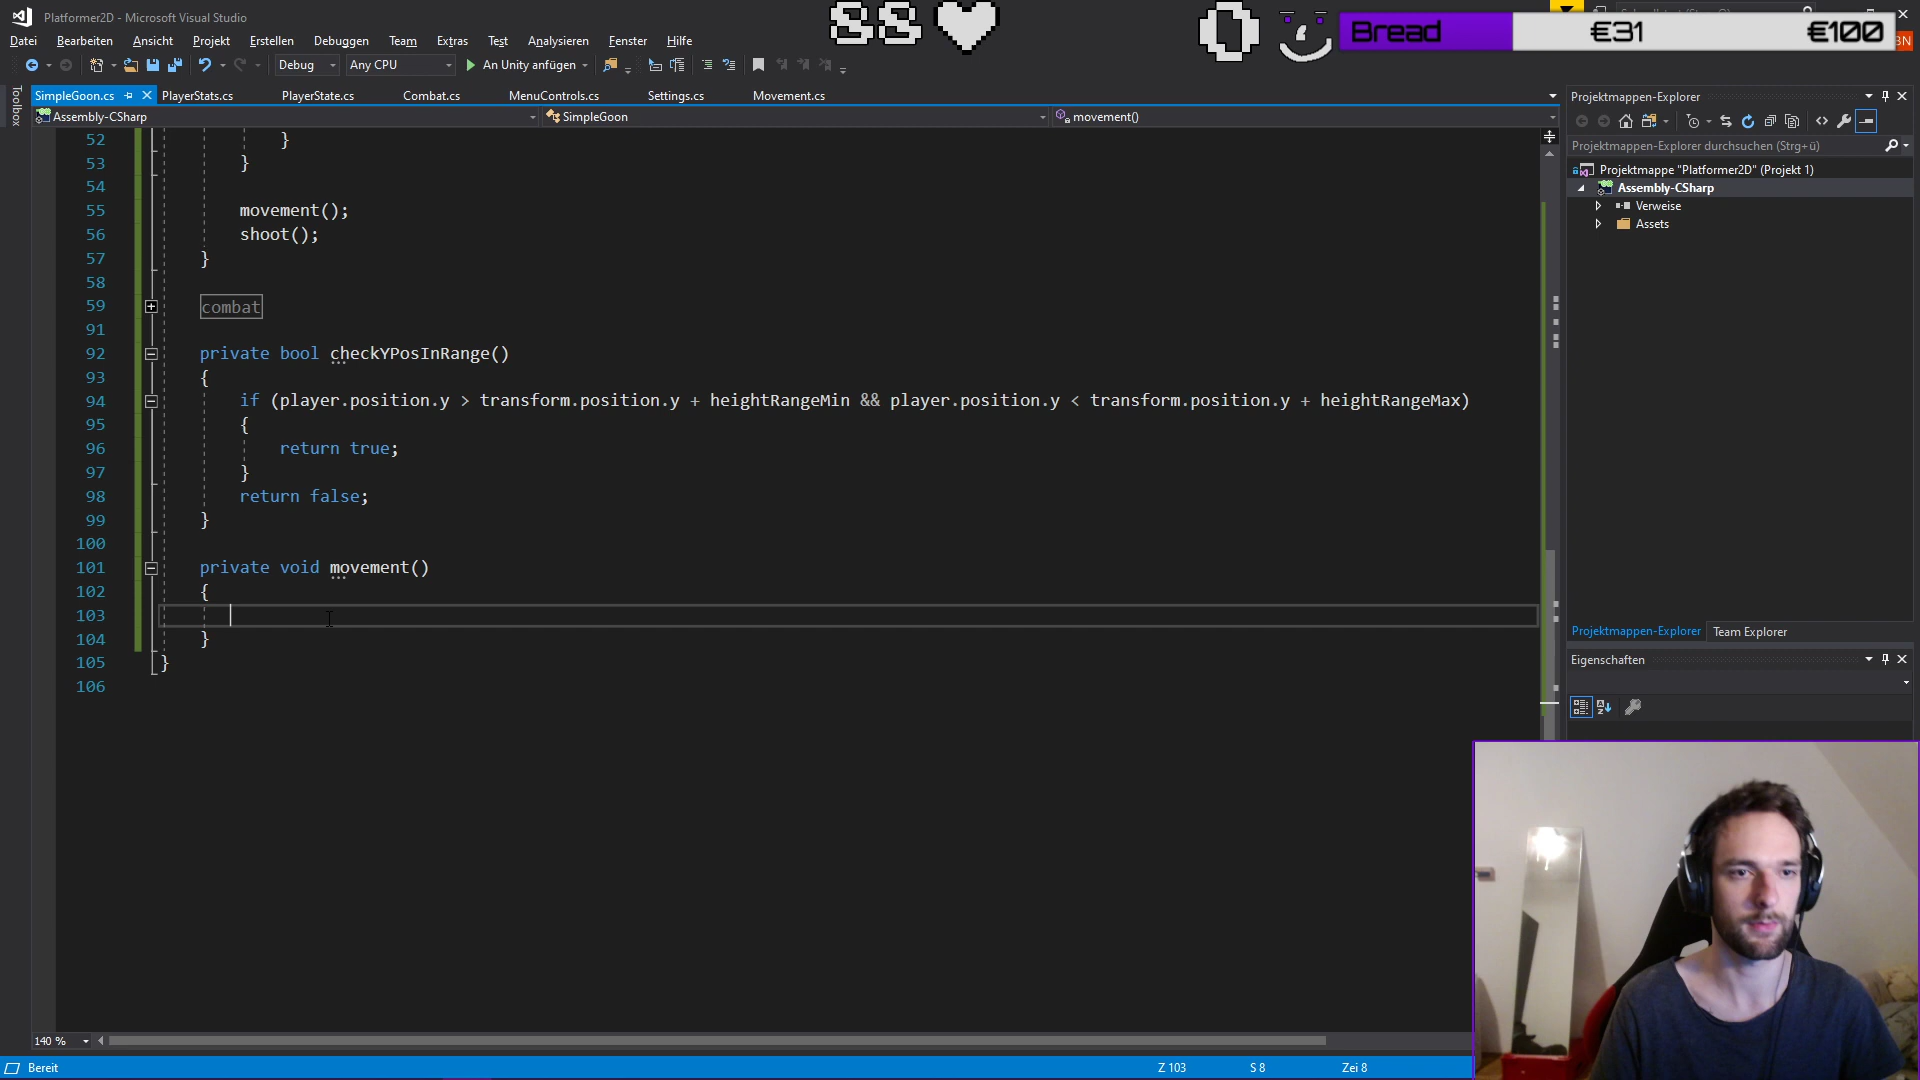 Platformer2D - Microsoft Visual Studio
Datei Bearbeiten Ansicht Projekt Erstellen Debuggen Team Extras Test Analysieren Fenster Hilfe
Bread €31 €100
Debug Any CPU An Unity anfügen
SimpleGoon.cs PlayerStats.cs PlayerState.cs Combat.cs MenuControls.cs Settings.cs Movement.cs
Assembly-CSharp SimpleGoon movement()
Toolbox
52 }
53 }
54
55 movement();
56 shoot();
57 }
58
59 combat
91
92 private bool checkYPosInRange()
93 {
94 if (player.position.y > transform.position.y + heightRangeMin && player.position.y < transform.position.y + heightRangeMax)
95 {
96 return true;
97 }
98 return false;
99 }
100
101 private void movement()
102 {
103
104 }
105 }
106
140 %
Bereit Z 103 S 8 Zei 8
Projektmappen-Explorer
Projektmappen-Explorer durchsuchen (Strg+ü)
Projektmappe "Platformer2D" (Projekt 1)
Assembly-CSharp
Verweise
Assets
Projektmappen-Explorer Team Explorer
Eigenschaften